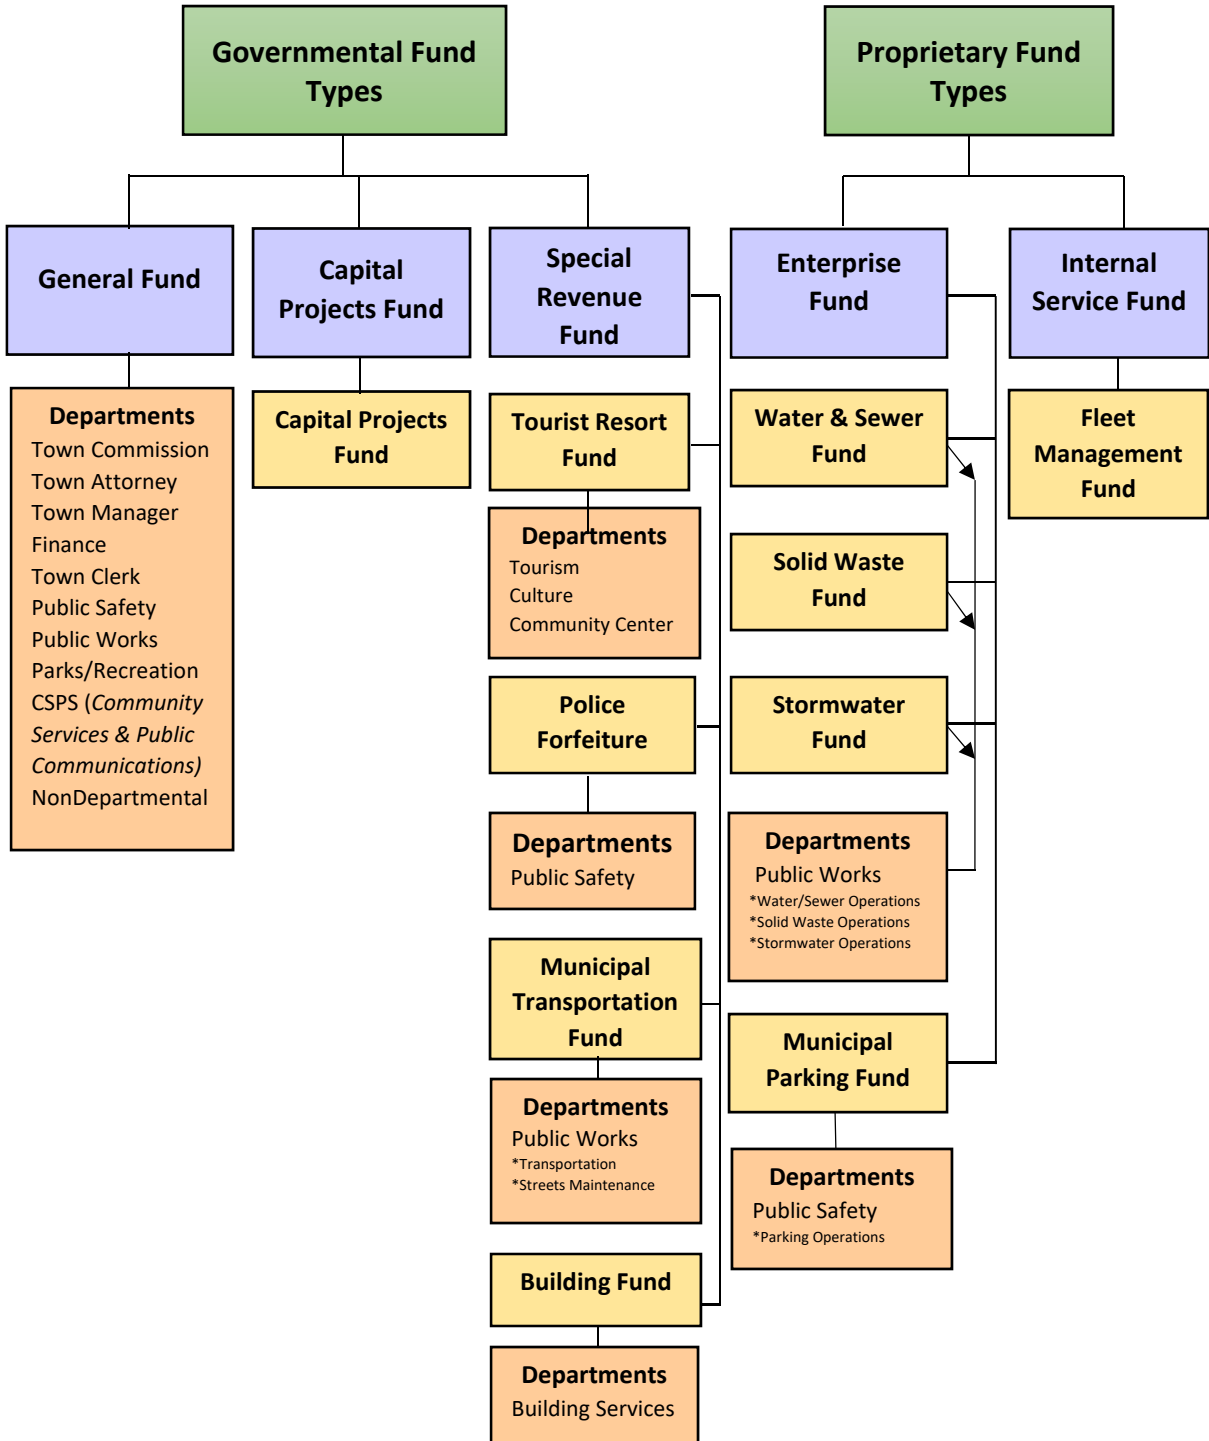 Governmental Fund
Types
Proprietary Fund
Types
General Fund
Capital
Projects Fund
Special
Revenue
Fund
Enterprise
Fund
Internal
Service Fund
Departments
Town Commission
Town Attorney
Town Manager
Finance
Town Clerk
Public Safety
Public Works
Parks/Recreation
CSPS (Community
Services & Public
Communications)
NonDepartmental
Capital Projects
Fund
Tourist Resort
Fund
Departments
Tourism
Culture
Community Center
Police
Forfeiture
Departments
Public Safety
Municipal
Transportation
Fund
Departments
Public Works
*Transportation
*Streets Maintenance
Building Fund
Departments
Building Services
Water & Sewer
Fund
Solid Waste
Fund
Stormwater
Fund
Departments
Public Works
*Water/Sewer Operations
*Solid Waste Operations
*Stormwater Operations
Municipal
Parking Fund
Departments
Public Safety
*Parking Operations
Fleet
Management
Fund